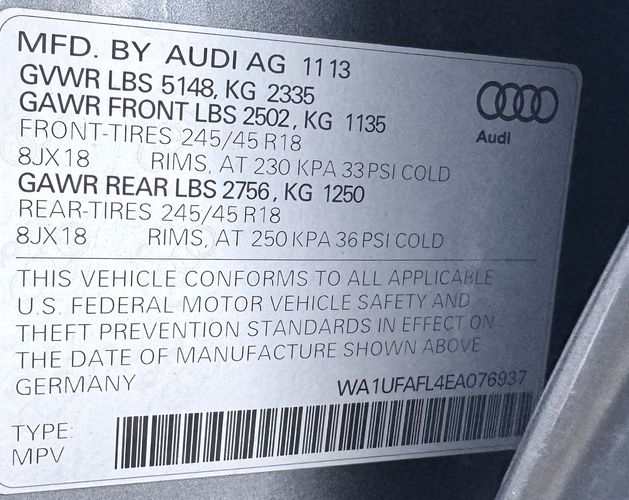 MFD. BY AUDI AG 1113
GVWR LBS 5148, KG 2335
GAWR FRONT LBS 2502, KG 1135
FRONT-TIRES 245/45 R18
8JX18 RIMS, AT 230 KPA 33 PSI COLD
GAWR REAR LBS 2756, KG 1250
REAR-TIRES 245/45 R18
8JX18 RIMS, AT 250 KPA 36 PSI COLD
Audi
THIS VEHICLE CONFORMS TO ALL APPLICABLE
U.S. FEDERAL MOTOR VEHICLE SAFETY AND
THEFT PREVENTION STANDARDS IN EFFECT ON
THE DATE OF MANUFACTURE SHOWN ABOVE
GERMANY WA1UFAFL4EA076937
TYPE:
MPV